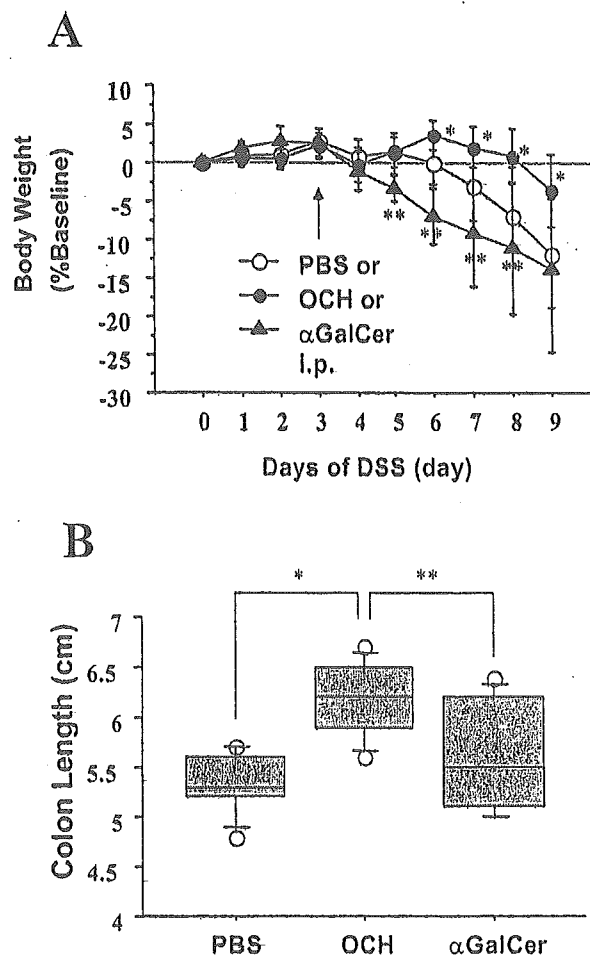 A
Body Weight
(%Baseline)
10
5
0
-5
-10
-15
-20
-25
-30
* * * *
** ** ** **
PBS or
OCH or
αGalCer
I.p.
0 1 2 3 4 5 6 7 8 9
Days of DSS (day)
B
Colon Length (cm)
* **
7
6.5
6
5.5
5
4.5
4
PBS OCH αGalCer